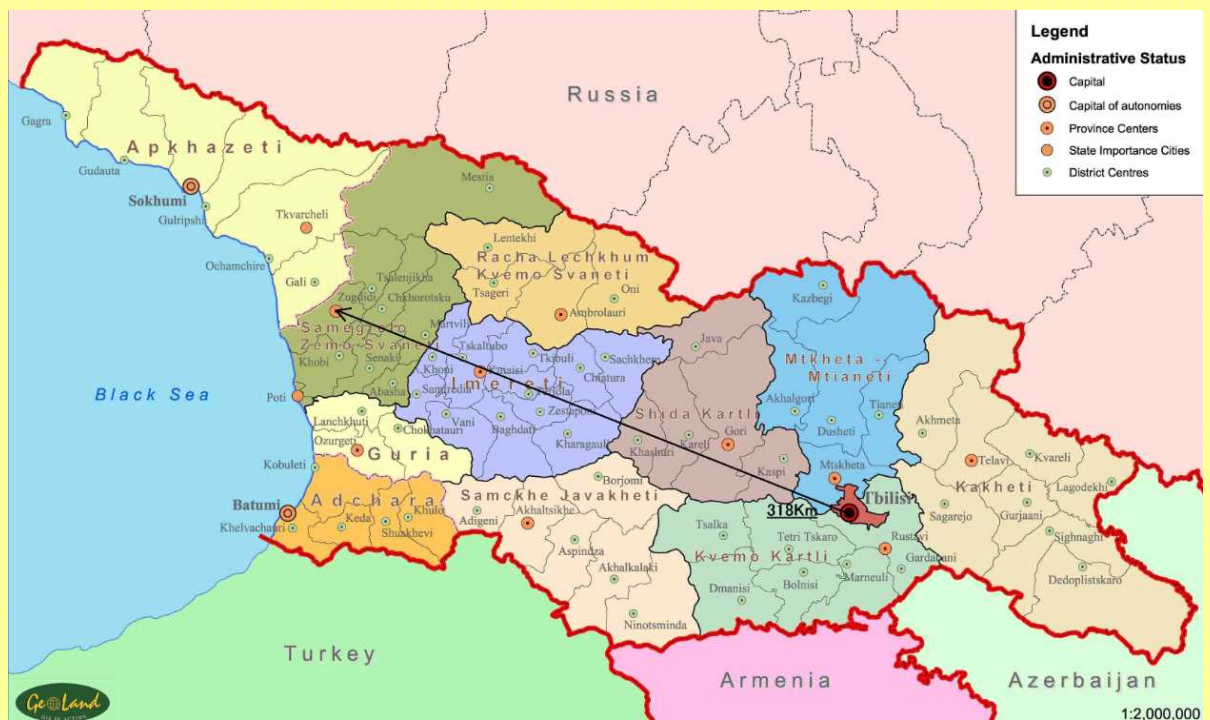 Legend
Administrative Status
Capital
Capital of autonomies
Province Centers
State Importance Cities
District Centres
Russia
Gagra
Apkhazeti
Gudauta
Sokhumi
Gulripshi
Tkvarcheli
Ochamchire
Gali
Mestia
Lentekhi
Racha Lechkhum
Kvemo Svaneti
Tsageri
Oni
Ambrolauri
Tsalenjikha
Zugdidi
Chkhorotsku
Samegrelo
Zemo Svaneti
Martvili
Khobi
Senaki
Abasha
Poti
Tskaltubo
Khoni
Kutaisi
Imereti
Tkibuli
Sachkhere
Chiatura
Terjola
Samtredia
Vani
Baghdati
Zestaponi
Kharagauli
Black Sea
Lanchkhuti
Ozurgeti
Chokhatauri
Guria
Kobuleti
Batumi
Adchara
Khelvachauri
Keda
Shuakhevi
Khulo
Java
Shida Kartli
Khashuri
Kareli
Gori
Kaspi
Kazbegi
Mtkheta -
Mtianeti
Akhalgori
Tianeti
Dusheti
Mtskheta
Tbilisi
318Km
Akhmeta
Telavi
Kvareli
Kakheti
Lagodekhi
Sagarejo
Gurjaani
Sighnaghi
Dedoplistskaro
Borjomi
Samckhe Javakheti
Adigeni
Akhaltsikhe
Aspindza
Akhalkalaki
Ninotsminda
Tsalka
Tetri Tskaro
Rustavi
Kvemo Kartli
Gardabani
Marneuli
Bolnisi
Dmanisi
Turkey
Armenia
Azerbaijan
GeoLand
1:2,000,000